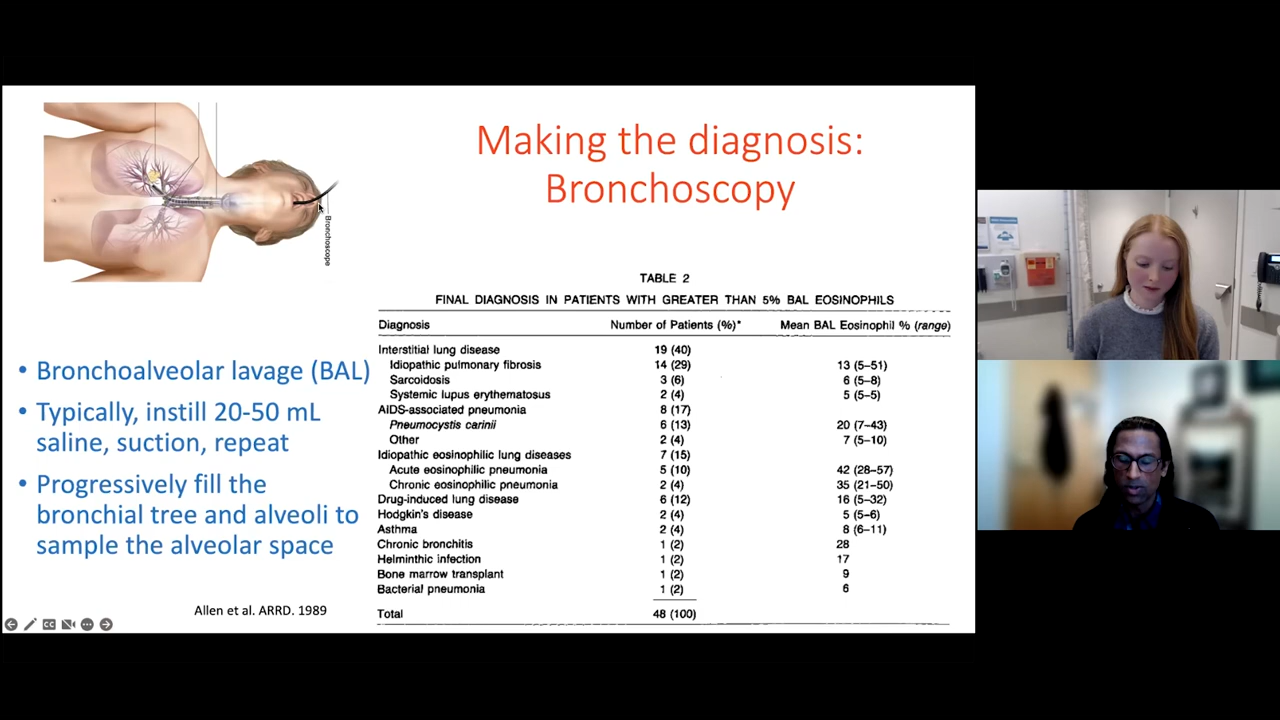 Making the diagnosis:
Bronchoscopy
Bronchoscope
• Bronchoalveolar lavage (BAL)
• Typically, instill 20-50 mL
saline, suction, repeat
• Progressively fill the
bronchial tree and alveoli to
sample the alveolar space
Allen et al. ARRD. 1989
TABLE 2
FINAL DIAGNOSIS IN PATIENTS WITH GREATER THAN 5% BAL EOSINOPHILS
Diagnosis Number of Patients (%)* Mean BAL Eosinophil % (range)
Interstitial lung disease 19 (40)
Idiopathic pulmonary fibrosis 14 (29) 13 (5–51)
Sarcoidosis 3 (6) 6 (5–8)
Systemic lupus erythematosus 2 (4) 5 (5–5)
AIDS-associated pneumonia 8 (17)
Pneumocystis carinii 6 (13) 20 (7–43)
Other 2 (4) 7 (5–10)
Idiopathic eosinophilic lung diseases 7 (15)
Acute eosinophilic pneumonia 5 (10) 42 (28–57)
Chronic eosinophilic pneumonia 2 (4) 35 (21–50)
Drug-induced lung disease 6 (12) 16 (5–32)
Hodgkin's disease 2 (4) 5 (5–6)
Asthma 2 (4) 8 (6–11)
Chronic bronchitis 1 (2) 28
Helminthic infection 1 (2) 17
Bone marrow transplant 1 (2) 9
Bacterial pneumonia 1 (2) 6
Total 48 (100)
CC